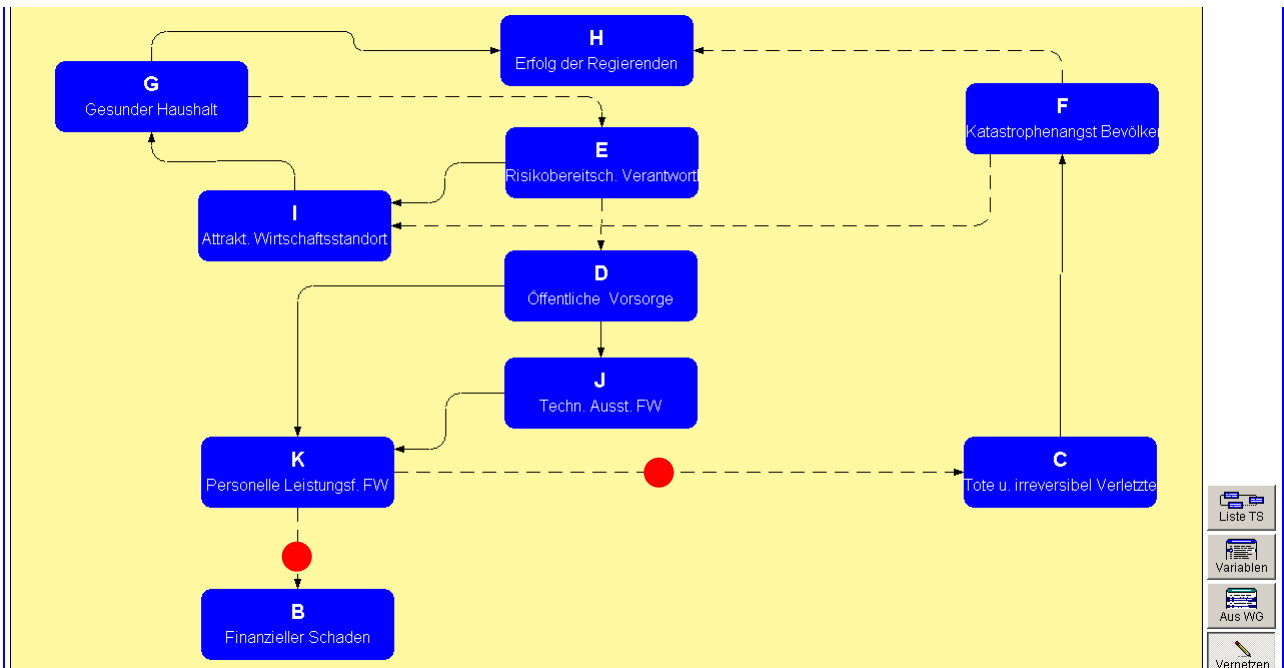 H
Erfolg der Regierenden
G
Gesunder Haushalt
F
Katastrophenangst Bevölker
E
Risikobereitsch. Verantwortl
I
Attrakt. Wirtschaftsstandort
D
Öffentliche Vorsorge
J
Techn. Ausst. FW
K
Personelle Leistungsf. FW
C
Tote u. irreversibel Verletzte
B
Finanzieller Schaden
Liste TS
Variablen
Aus WG
Vernetzen